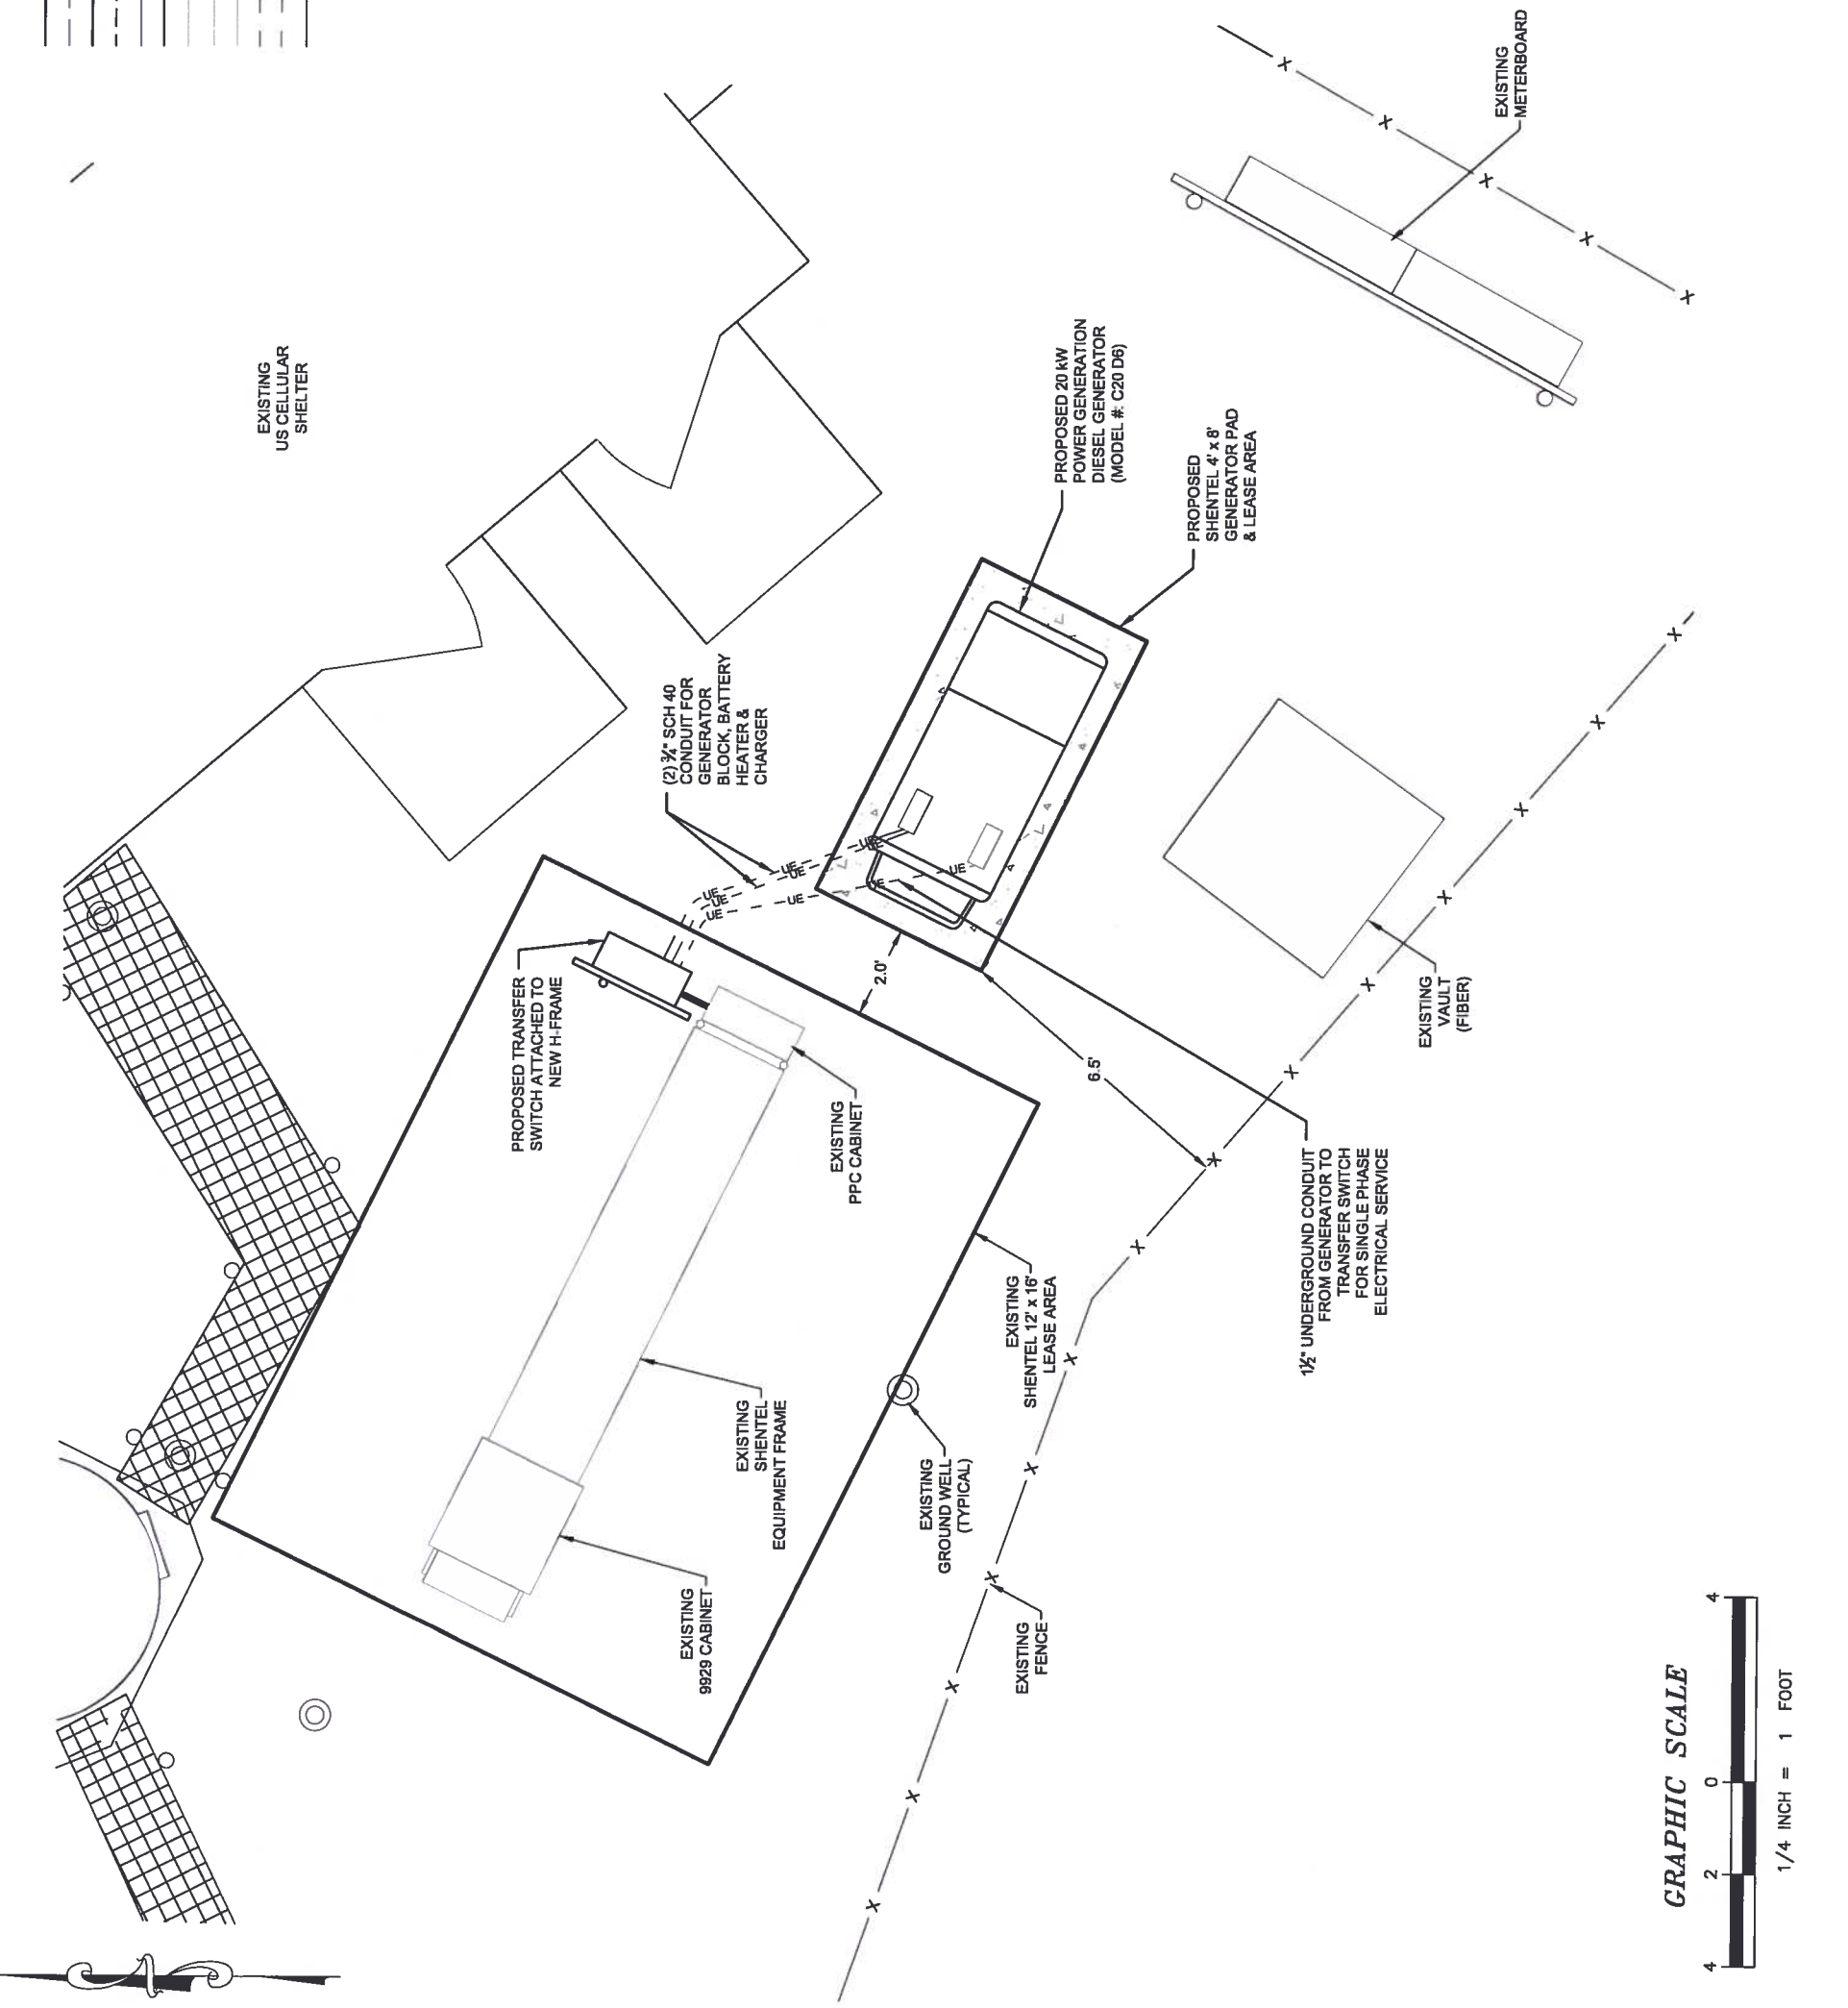 EXISTING
US CELLULAR
SHELTER
EXISTING
METERBOARD
PROPOSED 20 kW
POWER GENERATION
DIESEL GENERATOR
(MODEL #: C20 D6)
PROPOSED
SHENTEL 4' x 8'
GENERATOR PAD
& LEASE AREA
(2) ¾" SCH 40
CONDUIT FOR
GENERATOR
BLOCK, BATTERY
HEATER &
CHARGER
UE
UE
UE
UE
UE
UE
UE
UE
UE
UE
UE
PROPOSED TRANSFER
SWITCH ATTACHED TO
NEW H-FRAME
2.0'
6.5'
EXISTING
VAULT
(FIBER)
EXISTING
PPC CABINET
1½" UNDERGROUND CONDUIT
FROM GENERATOR TO
TRANSFER SWITCH
FOR SINGLE PHASE
ELECTRICAL SERVICE
EXISTING
SHENTEL 12' x 16'
LEASE AREA
EXISTING
SHENTEL
EQUIPMENT FRAME
EXISTING
GROUND WELL
(TYPICAL)
EXISTING
9929 CABINET
EXISTING
FENCE
GRAPHIC SCALE
4 2 0 4
1/4 INCH = 1 FOOT